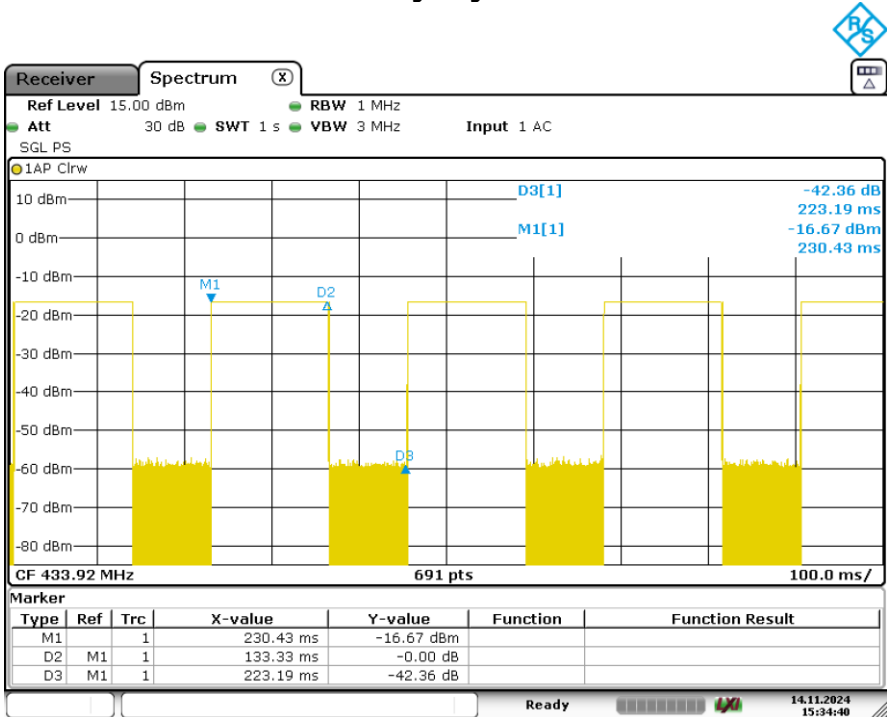 R&S
Receiver Spectrum X
Ref Level 15.00 dBm RBW 1 MHz
Att 30 dB SWT 1 s VBW 3 MHz Input 1 AC
SGL PS
1AP Clrw
D3[1] -42.36 dB
223.19 ms
M1[1] -16.67 dBm
230.43 ms
10 dBm
0 dBm
-10 dBm
M1
D2
-20 dBm
-30 dBm
-40 dBm
-50 dBm
D3
-60 dBm
-70 dBm
-80 dBm
CF 433.92 MHz 691 pts 100.0 ms/
Marker
Type Ref Trc X-value Y-value Function Function Result
M1 1 230.43 ms -16.67 dBm
D2 M1 1 133.33 ms -0.00 dB
D3 M1 1 223.19 ms -42.36 dB
Ready LXI 14.11.2024
15:34:40